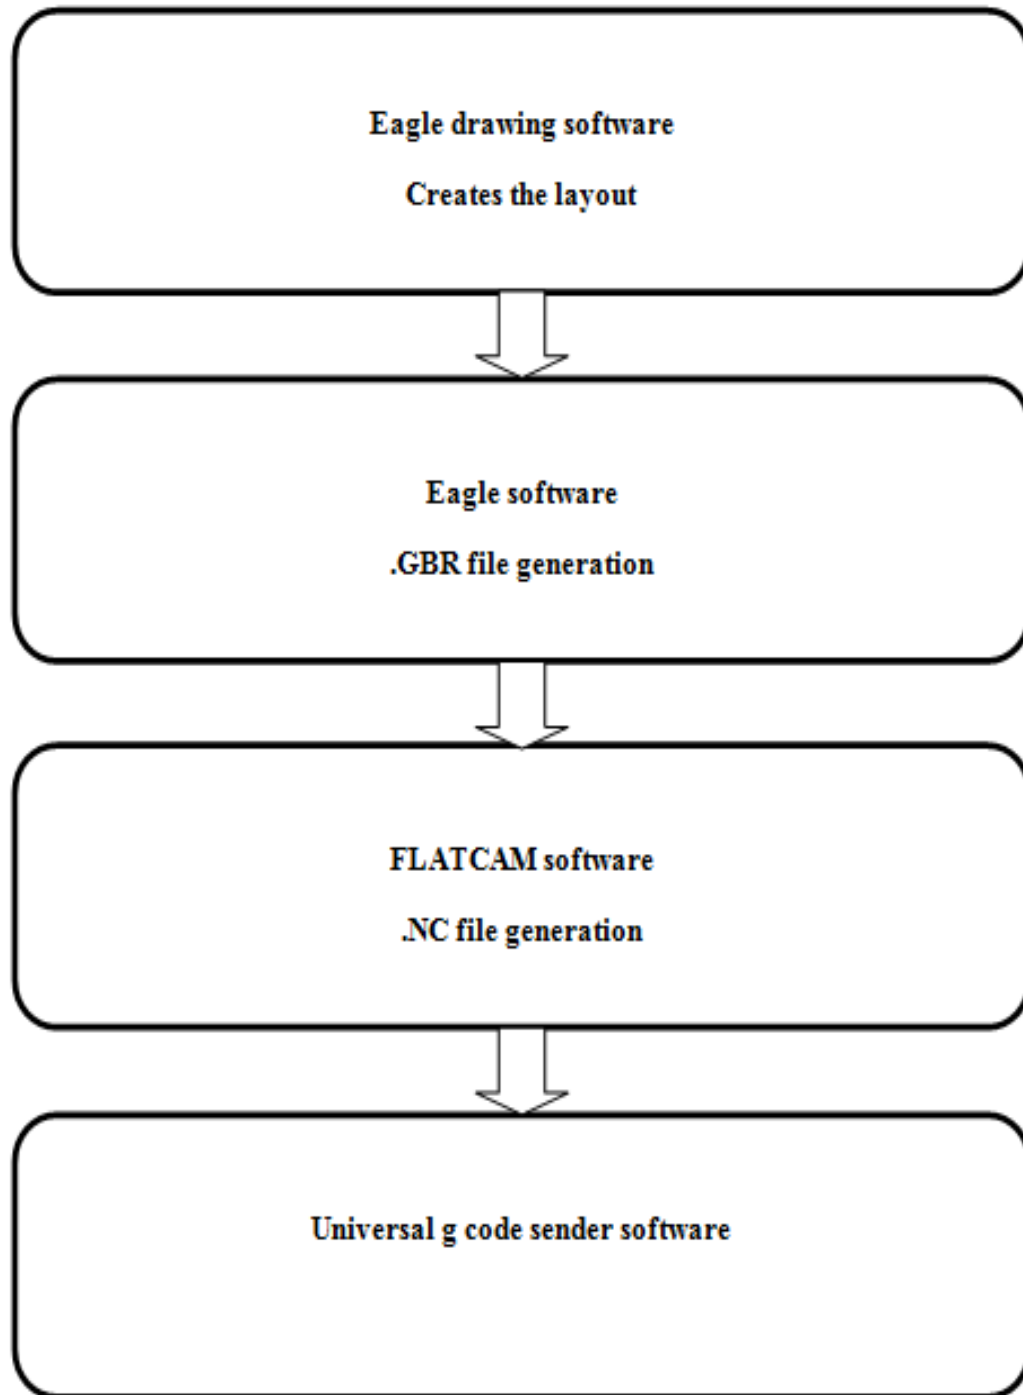 Eagle drawing software
Creates the layout
Eagle software
.GBR file generation
FLATCAM software
.NC file generation
Universal g code sender software